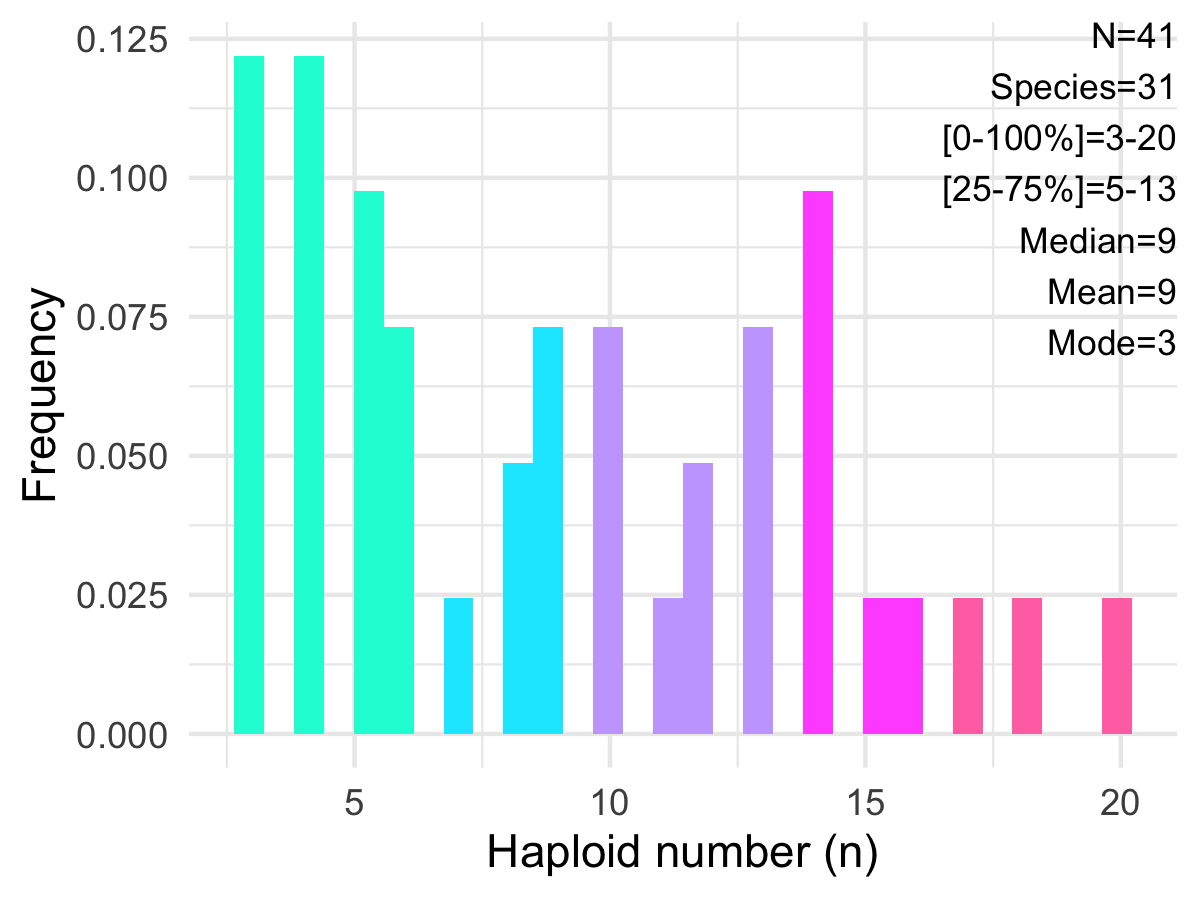 N=41
Species=31
[0-100%]=3-20
[25-75%]=5-13
Median=9
Mean=9
Mode=3
Frequency
0.125
0.100
0.075
0.050
0.025
0.000
5 10 15 20
Haploid number (n)